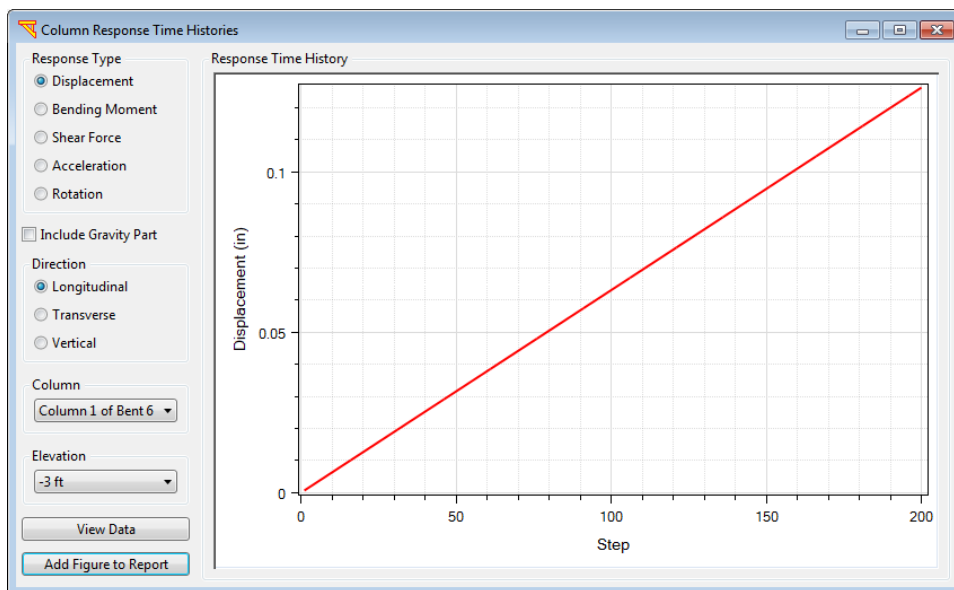 Column Response Time Histories
Response Type
Displacement
Bending Moment
Shear Force
Acceleration
Rotation
Include Gravity Part
Direction
Longitudinal
Transverse
Vertical
Column
Column 1 of Bent 6
Elevation
-3 ft
View Data
Add Figure to Report
Response Time History
Displacement (in)
0.1
0.05
0
0 50 100 150 200
Step